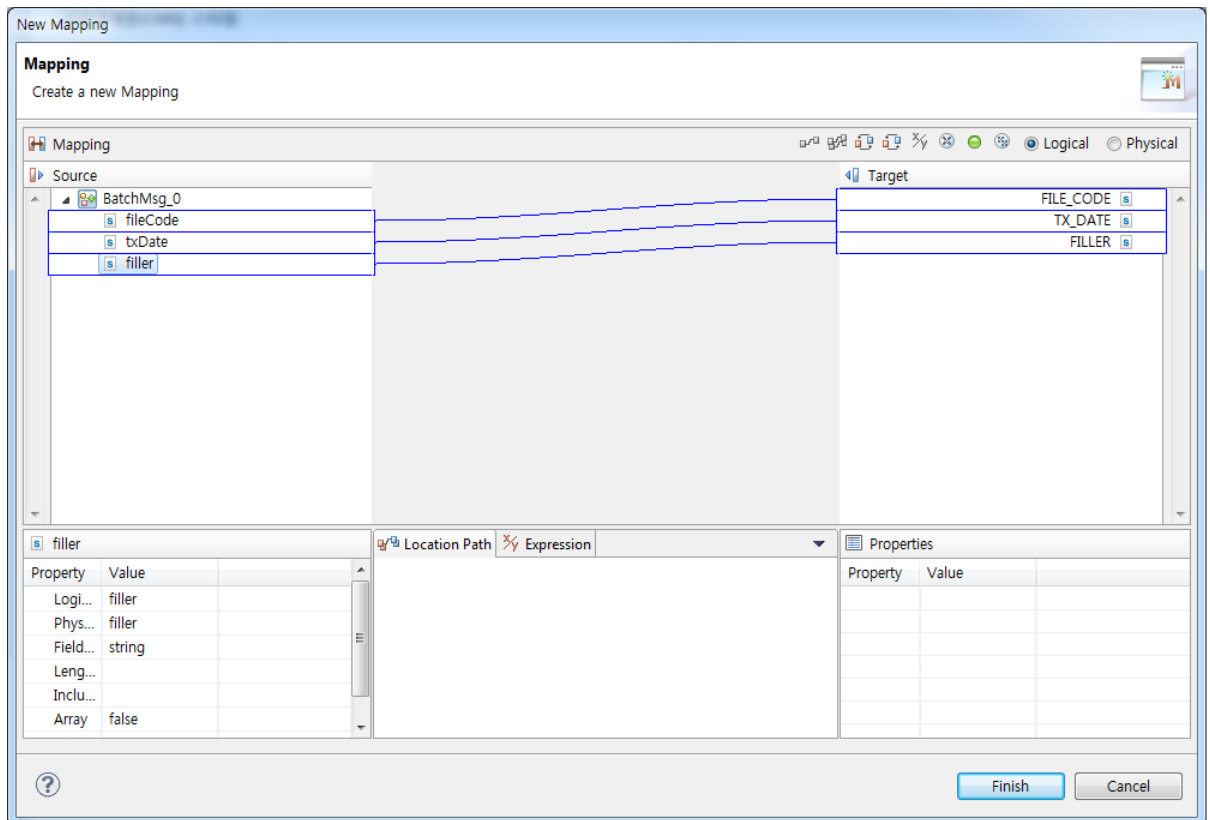 New Mapping
Mapping
Create a new Mapping
Mapping
Logical
Physical
Source
Target
BatchMsg_0
FILE_CODE
fileCode
TX_DATE
txDate
FILLER
filler
filler
Location Path
Expression
Properties
Property Value
Property Value
Logi... filler
Phys... filler
Field... string
Leng...
Inclu...
Array false
Finish
Cancel